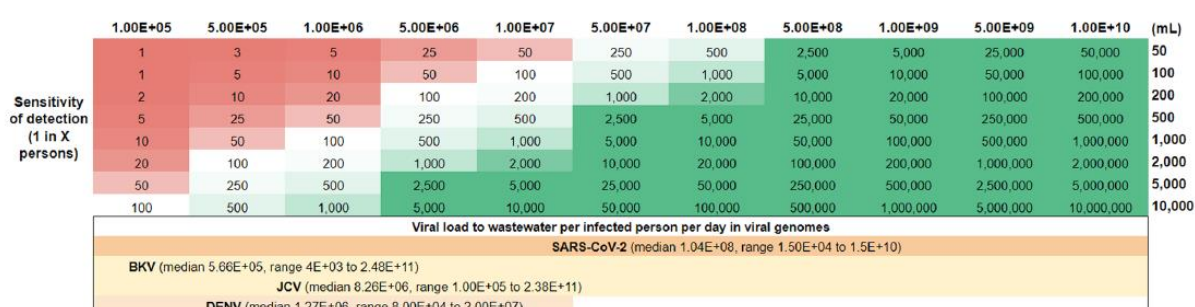 1.00E+05 5.00E+05 1.00E+06 5.00E+06 1.00E+07 5.00E+07 1.00E+08 5.00E+08 1.00E+09 5.00E+09 1.00E+10 (mL)
1 3 5 25 50 250 500 2,500 5,000 25,000 50,000 50
1 5 10 50 100 500 1,000 5,000 10,000 50,000 100,000 100
2 10 20 100 200 1,000 2,000 10,000 20,000 100,000 200,000 200
5 25 50 250 500 2,500 5,000 25,000 50,000 250,000 500,000 500
10 50 100 500 1,000 5,000 10,000 50,000 100,000 500,000 1,000,000 1,000
20 100 200 1,000 2,000 10,000 20,000 100,000 200,000 1,000,000 2,000,000 2,000
50 250 500 2,500 5,000 25,000 50,000 250,000 500,000 2,500,000 5,000,000 5,000
100 500 1,000 5,000 10,000 50,000 100,000 500,000 1,000,000 5,000,000 10,000,000 10,000
Sensitivity
of detection
(1 in X
persons)
Viral load to wastewater per infected person per day in viral genomes
SARS-CoV-2 (median 1.04E+08, range 1.50E+04 to 1.5E+10)
BKV (median 5.66E+05, range 4E+03 to 2.48E+11)
JCV (median 8.26E+06, range 1.00E+05 to 2.38E+11)
DENV (median 1.27E+06, range 8.00E+04 to 2.00E+07)